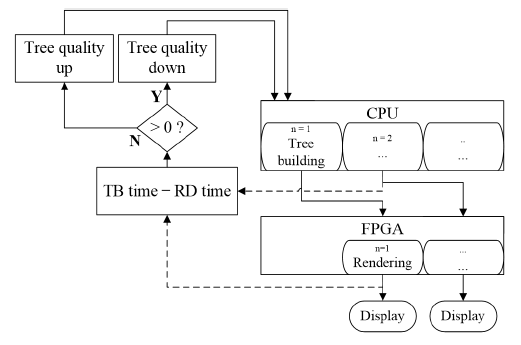 Tree quality
up
Tree quality
down
CPU
Y
> 0 ?
N
n = 1
Tree
building
n = 2
...
..
...
TB time − RD time
FPGA
n=1
Rendering
...
...
Display
Display